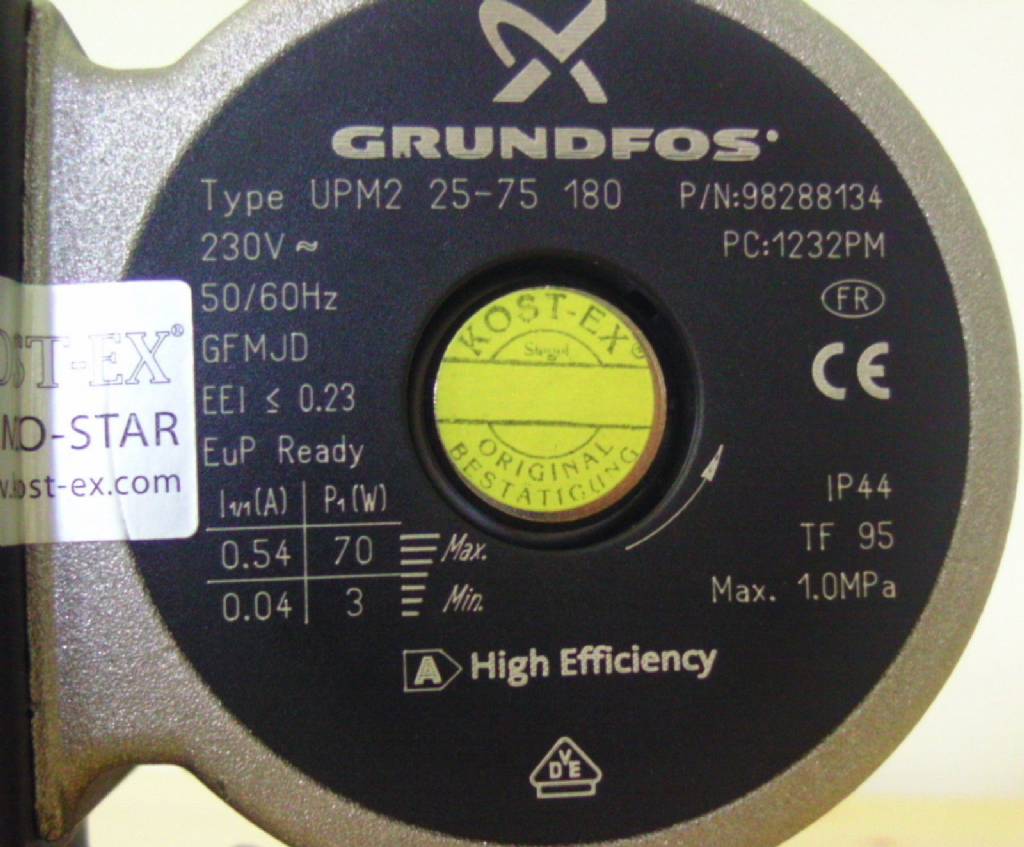 GRUNDFOS
Type UPM2 25-75 180
P/N:98288134
230V ≈
PC:1232PM
50/60Hz
FR
GFMJD
CE
EEI ≤ 0.23
EuP Ready
I1/1(A) P1(W)
0.54 70 Max.
0.04 3 Min.
IP44
TF 95
Max. 1.0MPa
A High Efficiency
VDE
KOST-EX®
Siegel
ORIGINAL
BESTÄTIGUNG
ST-EX®
O-STAR
ost-ex.com